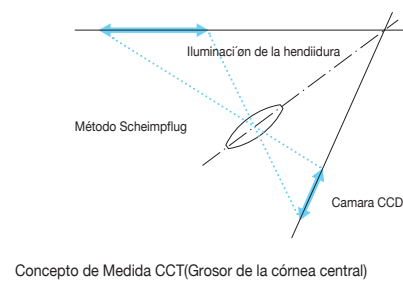 Iluminaci´øn de la hendiidura
Método Scheimpflug
Camara CCD
Concepto de Medida CCT(Grosor de la córnea central)